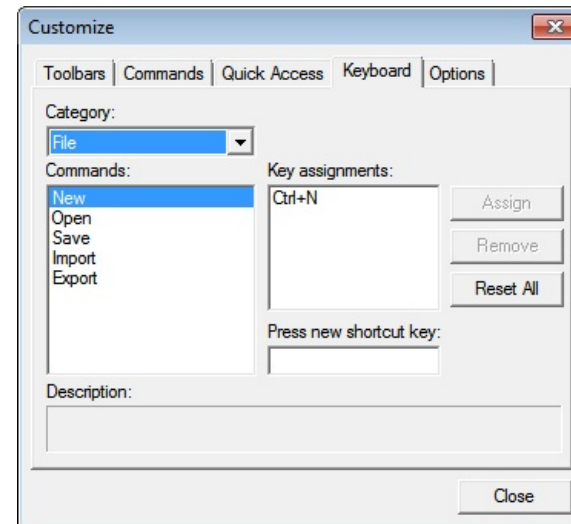 Customize
Toolbars Commands Quick Access Keyboard Options
Category:
File
Commands:
New
Open
Save
Import
Export
Key assignments:
Ctrl+N
Assign
Remove
Reset All
Press new shortcut key:
Description:
Close